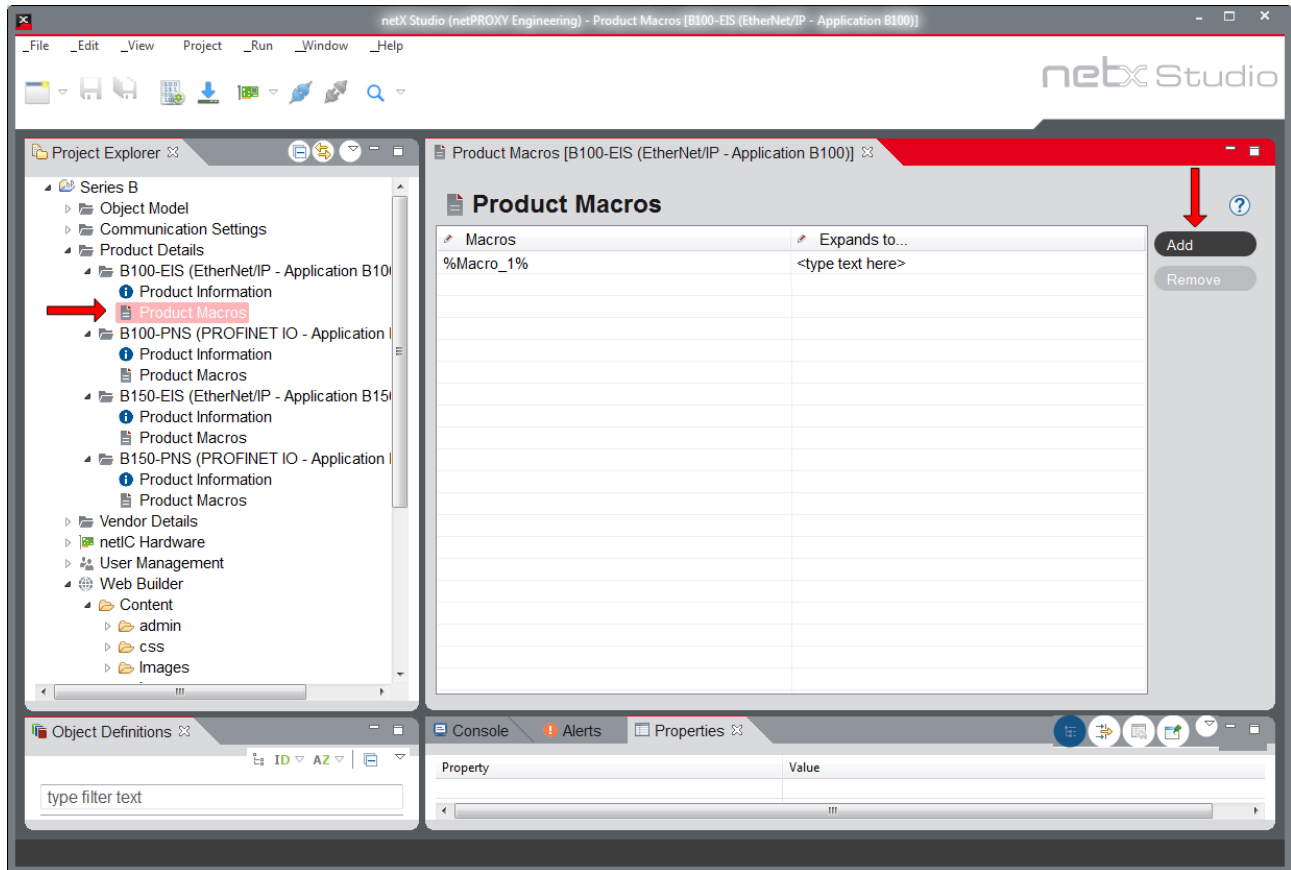 netX Studio (netPROXY Engineering) - Product Macros [B100-EIS (EtherNet/IP - Application B100)]
_File _Edit _View Project _Run _Window _Help
netX Studio
Project Explorer
Product Macros [B100-EIS (EtherNet/IP - Application B100)]
Series B
Object Model
Communication Settings
Product Details
B100-EIS (EtherNet/IP - Application B10
Product Information
Product Macros
B100-PNS (PROFINET IO - Application
Product Information
Product Macros
B150-EIS (EtherNet/IP - Application B15
Product Information
Product Macros
B150-PNS (PROFINET IO - Application
Product Information
Product Macros
Vendor Details
netIC Hardware
User Management
Web Builder
Content
admin
css
Images
Product Macros
Macros Expands to...
%Macro_1% <type text here>
Add
Remove
Object Definitions
ID AZ
type filter text
Console Alerts Properties
Property Value